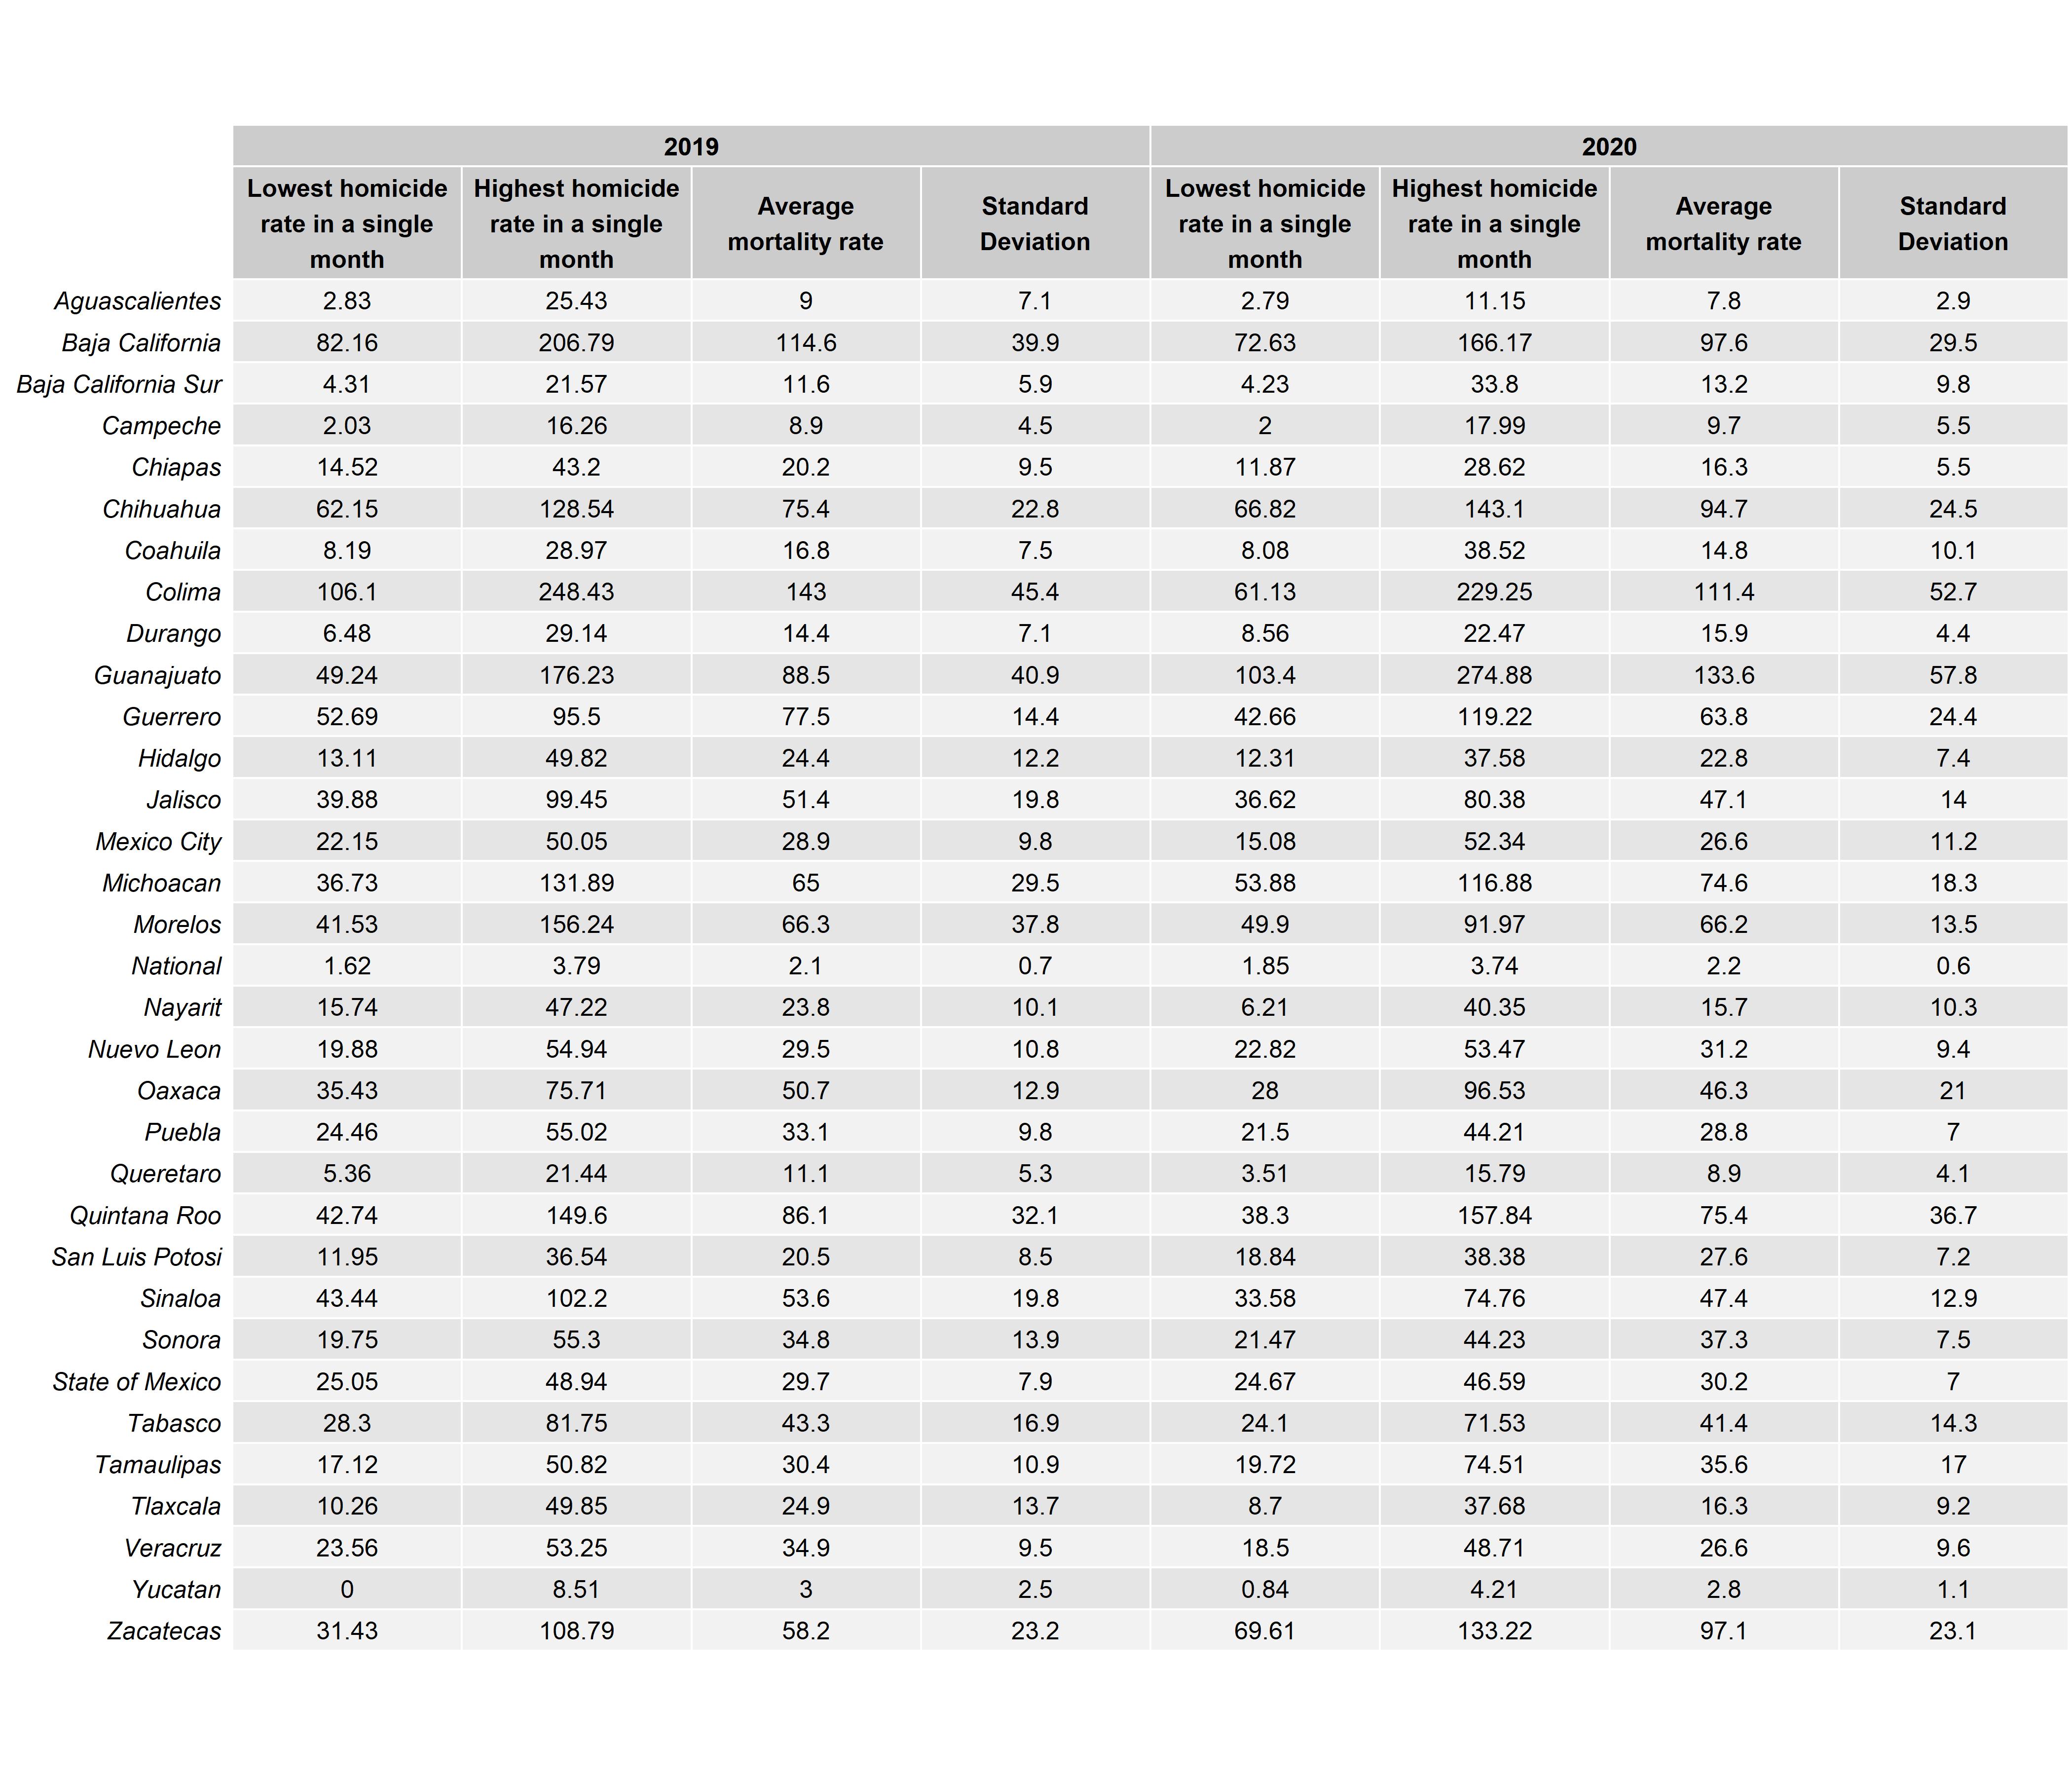 2019 2020
Lowest homicide rate in a single month Highest homicide rate in a single month Average mortality rate Standard Deviation Lowest homicide rate in a single month Highest homicide rate in a single month Average mortality rate Standard Deviation
Aguascalientes 2.83 25.43 9 7.1 2.79 11.15 7.8 2.9
Baja California 82.16 206.79 114.6 39.9 72.63 166.17 97.6 29.5
Baja California Sur 4.31 21.57 11.6 5.9 4.23 33.8 13.2 9.8
Campeche 2.03 16.26 8.9 4.5 2 17.99 9.7 5.5
Chiapas 14.52 43.2 20.2 9.5 11.87 28.62 16.3 5.5
Chihuahua 62.15 128.54 75.4 22.8 66.82 143.1 94.7 24.5
Coahuila 8.19 28.97 16.8 7.5 8.08 38.52 14.8 10.1
Colima 106.1 248.43 143 45.4 61.13 229.25 111.4 52.7
Durango 6.48 29.14 14.4 7.1 8.56 22.47 15.9 4.4
Guanajuato 49.24 176.23 88.5 40.9 103.4 274.88 133.6 57.8
Guerrero 52.69 95.5 77.5 14.4 42.66 119.22 63.8 24.4
Hidalgo 13.11 49.82 24.4 12.2 12.31 37.58 22.8 7.4
Jalisco 39.88 99.45 51.4 19.8 36.62 80.38 47.1 14
Mexico City 22.15 50.05 28.9 9.8 15.08 52.34 26.6 11.2
Michoacan 36.73 131.89 65 29.5 53.88 116.88 74.6 18.3
Morelos 41.53 156.24 66.3 37.8 49.9 91.97 66.2 13.5
National 1.62 3.79 2.1 0.7 1.85 3.74 2.2 0.6
Nayarit 15.74 47.22 23.8 10.1 6.21 40.35 15.7 10.3
Nuevo Leon 19.88 54.94 29.5 10.8 22.82 53.47 31.2 9.4
Oaxaca 35.43 75.71 50.7 12.9 28 96.53 46.3 21
Puebla 24.46 55.02 33.1 9.8 21.5 44.21 28.8 7
Queretaro 5.36 21.44 11.1 5.3 3.51 15.79 8.9 4.1
Quintana Roo 42.74 149.6 86.1 32.1 38.3 157.84 75.4 36.7
San Luis Potosi 11.95 36.54 20.5 8.5 18.84 38.38 27.6 7.2
Sinaloa 43.44 102.2 53.6 19.8 33.58 74.76 47.4 12.9
Sonora 19.75 55.3 34.8 13.9 21.47 44.23 37.3 7.5
State of Mexico 25.05 48.94 29.7 7.9 24.67 46.59 30.2 7
Tabasco 28.3 81.75 43.3 16.9 24.1 71.53 41.4 14.3
Tamaulipas 17.12 50.82 30.4 10.9 19.72 74.51 35.6 17
Tlaxcala 10.26 49.85 24.9 13.7 8.7 37.68 16.3 9.2
Veracruz 23.56 53.25 34.9 9.5 18.5 48.71 26.6 9.6
Yucatan 0 8.51 3 2.5 0.84 4.21 2.8 1.1
Zacatecas 31.43 108.79 58.2 23.2 69.61 133.22 97.1 23.1